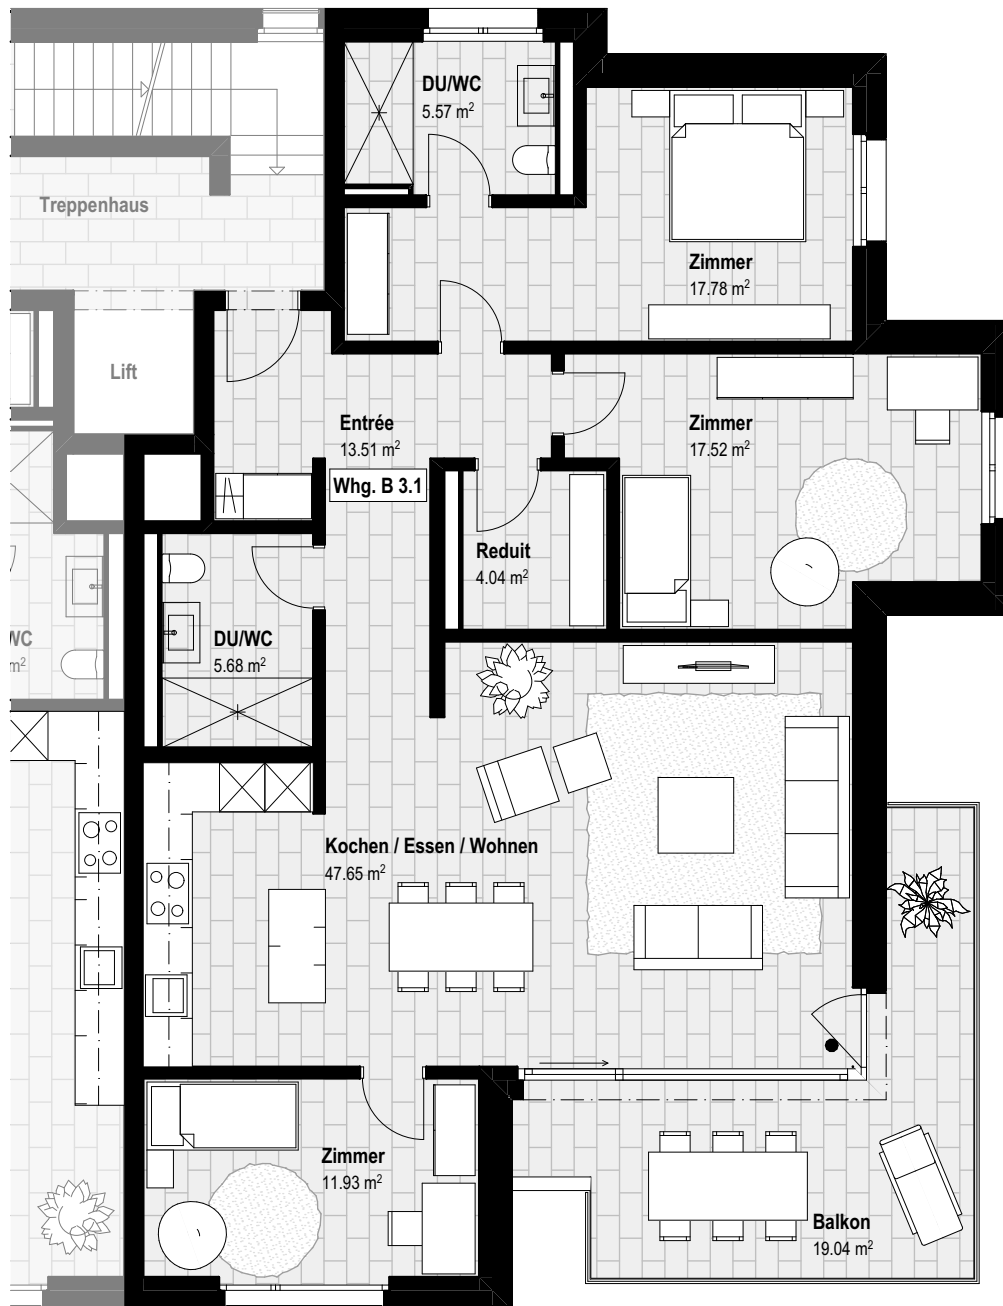 DU/WC
5.57 m²
Treppenhaus
Zimmer
17.78 m²
Lift
Entrée
13.51 m²
Zimmer
17.52 m²
Whg. B 3.1
Reduit
4.04 m²
WC
m²
DU/WC
5.68 m²
Kochen / Essen / Wohnen
47.65 m²
Zimmer
11.93 m²
Balkon
19.04 m²